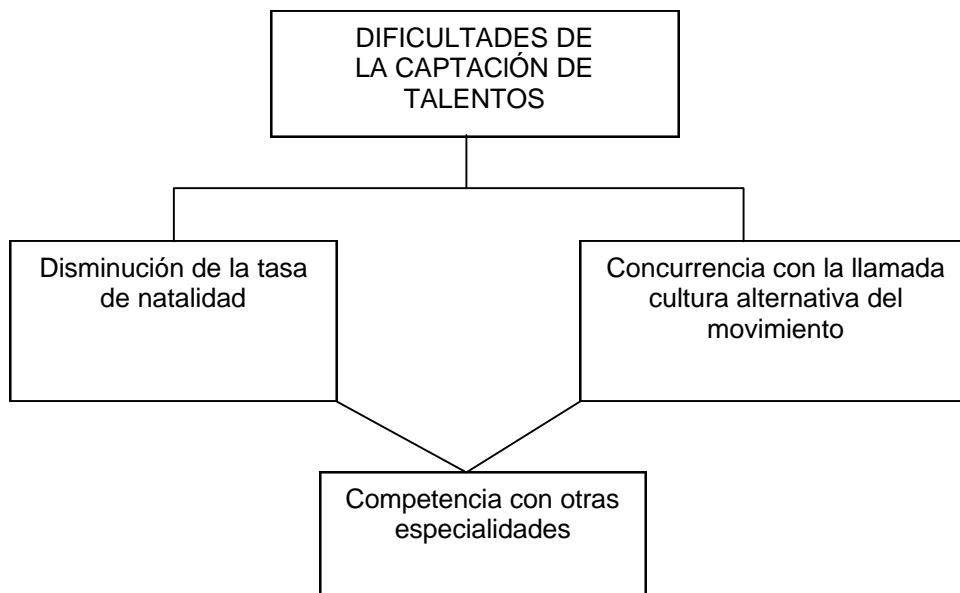 DIFICULTADES DE
LA CAPTACIÓN DE
TALENTOS
Disminución de la tasa
de natalidad
Concurrencia con la llamada
cultura alternativa del
movimiento
Competencia con otras
especialidades